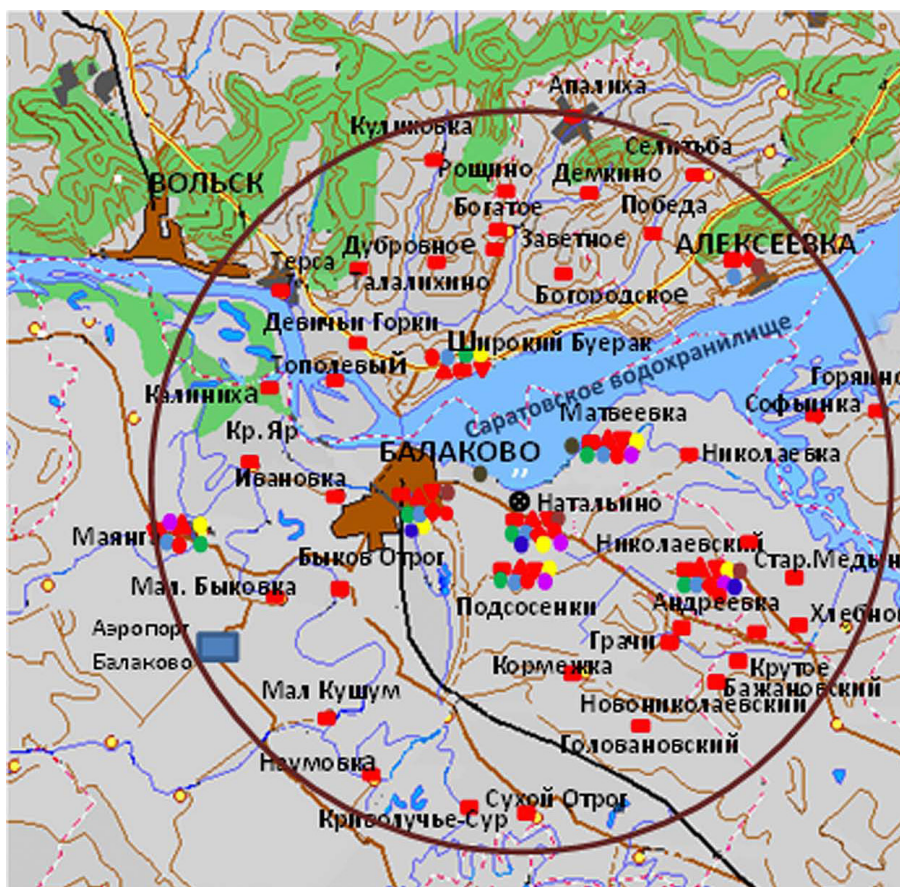 Апалиха
Куликовка
Селитьба
Рощино
Демкино
ВОЛЬСК
Богатое
Победа
Дубровное
Заветное
АЛЕКСЕЕВКА
Терса
Талалихино
Богородское
Девичьи Горки
Широкий Буерак
Саратовское водохранилище
Тополевый
Калиниха
Горяино
Софьинка
Матвеевка
Кр. Яр
БАЛАКОВО
Николаевка
Ивановка
Натальино
Маянга
Николаевский
Быков Отрог
Стар.Медын
Мал. Быковка
Подсосенки
Андреевка
Хлебно
Аэропорт
Балаково
Грачи
Кормежка
Крутое
Бажановский
Мал Кушум
Новониколаевский
Головановский
Наумовка
Сухой Отрог
Криволучье-Сур